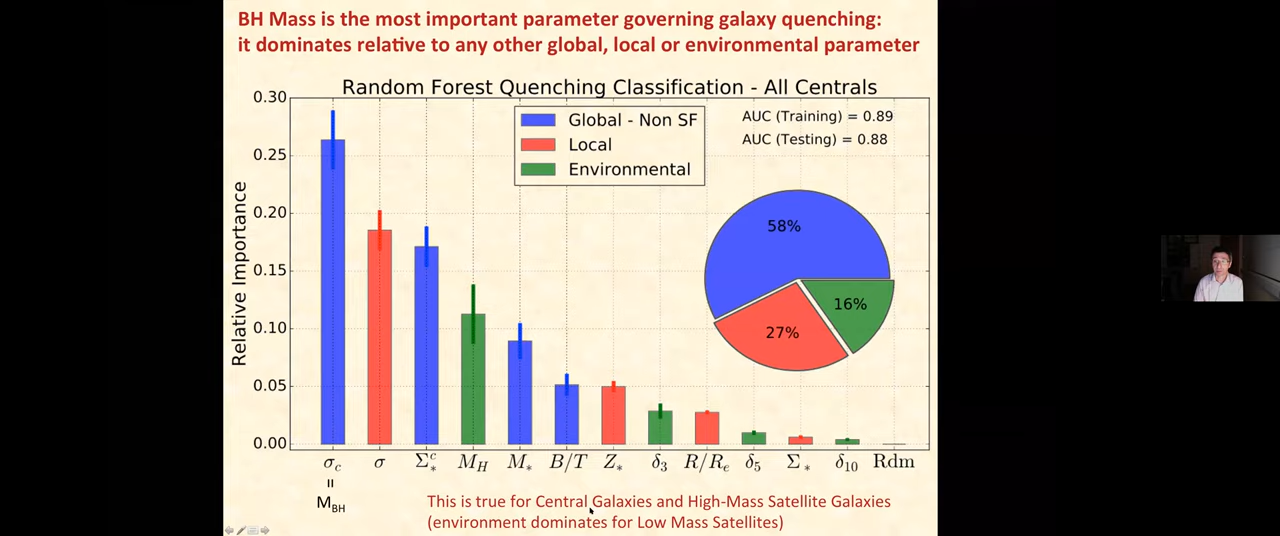 BH Mass is the most important parameter governing galaxy quenching:
it dominates relative to any other global, local or environmental parameter
Random Forest Quenching Classification - All Centrals
0.30
0.25
0.20
0.15
0.10
0.05
0.00
Relative Importance
Global - Non SF
Local
Environmental
AUC (Training) = 0.89
AUC (Testing) = 0.88
58%
27%
16%
σc σ Σ*c MH M* B/T Z* δ3 R/Re δ5 Σ* δ10 Rdm
=
MBH
This is true for Central Galaxies and High-Mass Satellite Galaxies
(environment dominates for Low Mass Satellites)